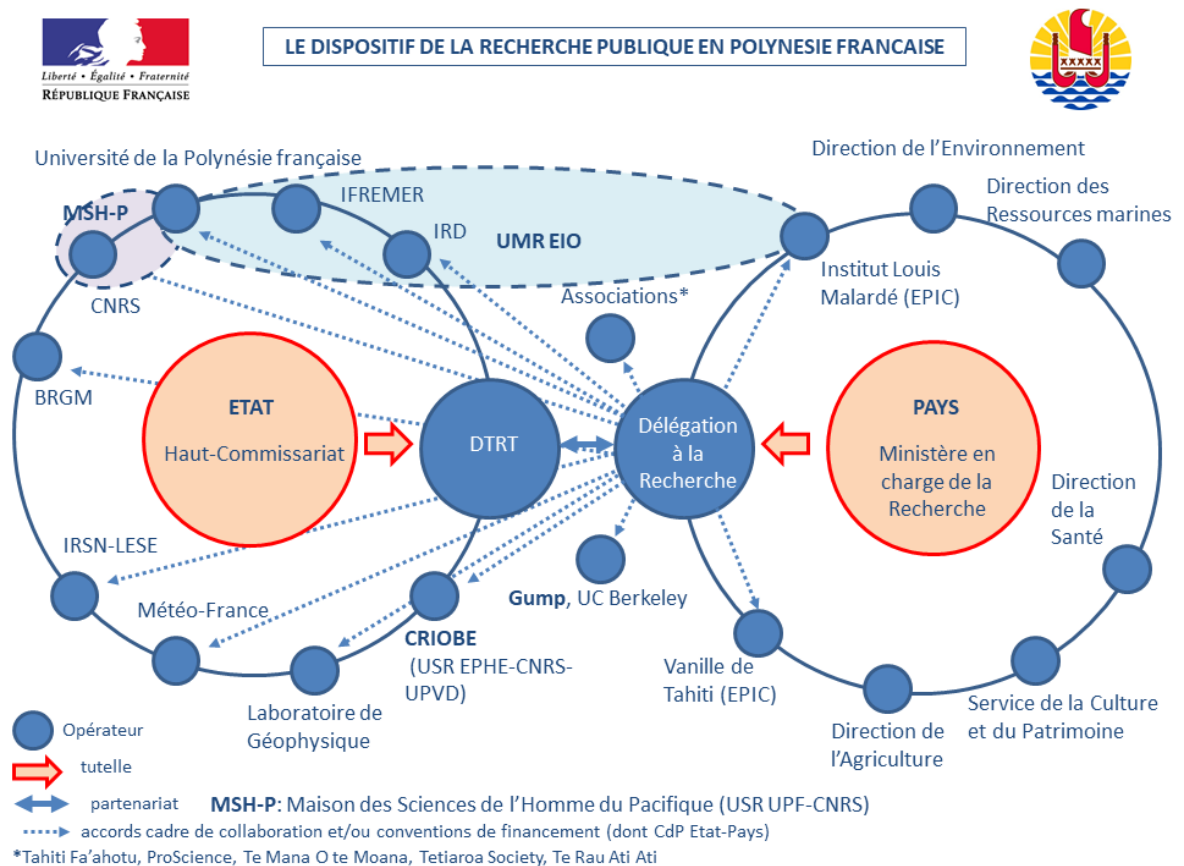 LE DISPOSITIF DE LA RECHERCHE PUBLIQUE EN POLYNESIE FRANCAISE
Liberté • Égalité • Fraternité
RÉPUBLIQUE FRANÇAISE
Université de la Polynésie française
IFREMER
MSH-P
UMR EIO
IRD
CNRS
BRGM
Direction de l'Environnement
Direction des
Ressources marines
Institut Louis
Malardé (EPIC)
Associations*
ETAT
Haut-Commissariat
DTRT
Délégation
à la
Recherche
PAYS
Ministère en
charge de la
Recherche
Direction
de la
Santé
IRSN-LESE
Météo-France
Gump, UC Berkeley
CRIOBE
(USR EPHE-CNRS-
UPVD)
Laboratoire de
Géophysique
Vanille de
Tahiti (EPIC)
Direction de
l'Agriculture
Service de la Culture
et du Patrimoine
Opérateur
tutelle
partenariat
MSH-P: Maison des Sciences de l'Homme du Pacifique (USR UPF-CNRS)
accords cadre de collaboration et/ou conventions de financement (dont CdP Etat-Pays)
*Tahiti Fa'ahotu, ProScience, Te Mana O te Moana, Tetiaroa Society, Te Rau Ati Ati